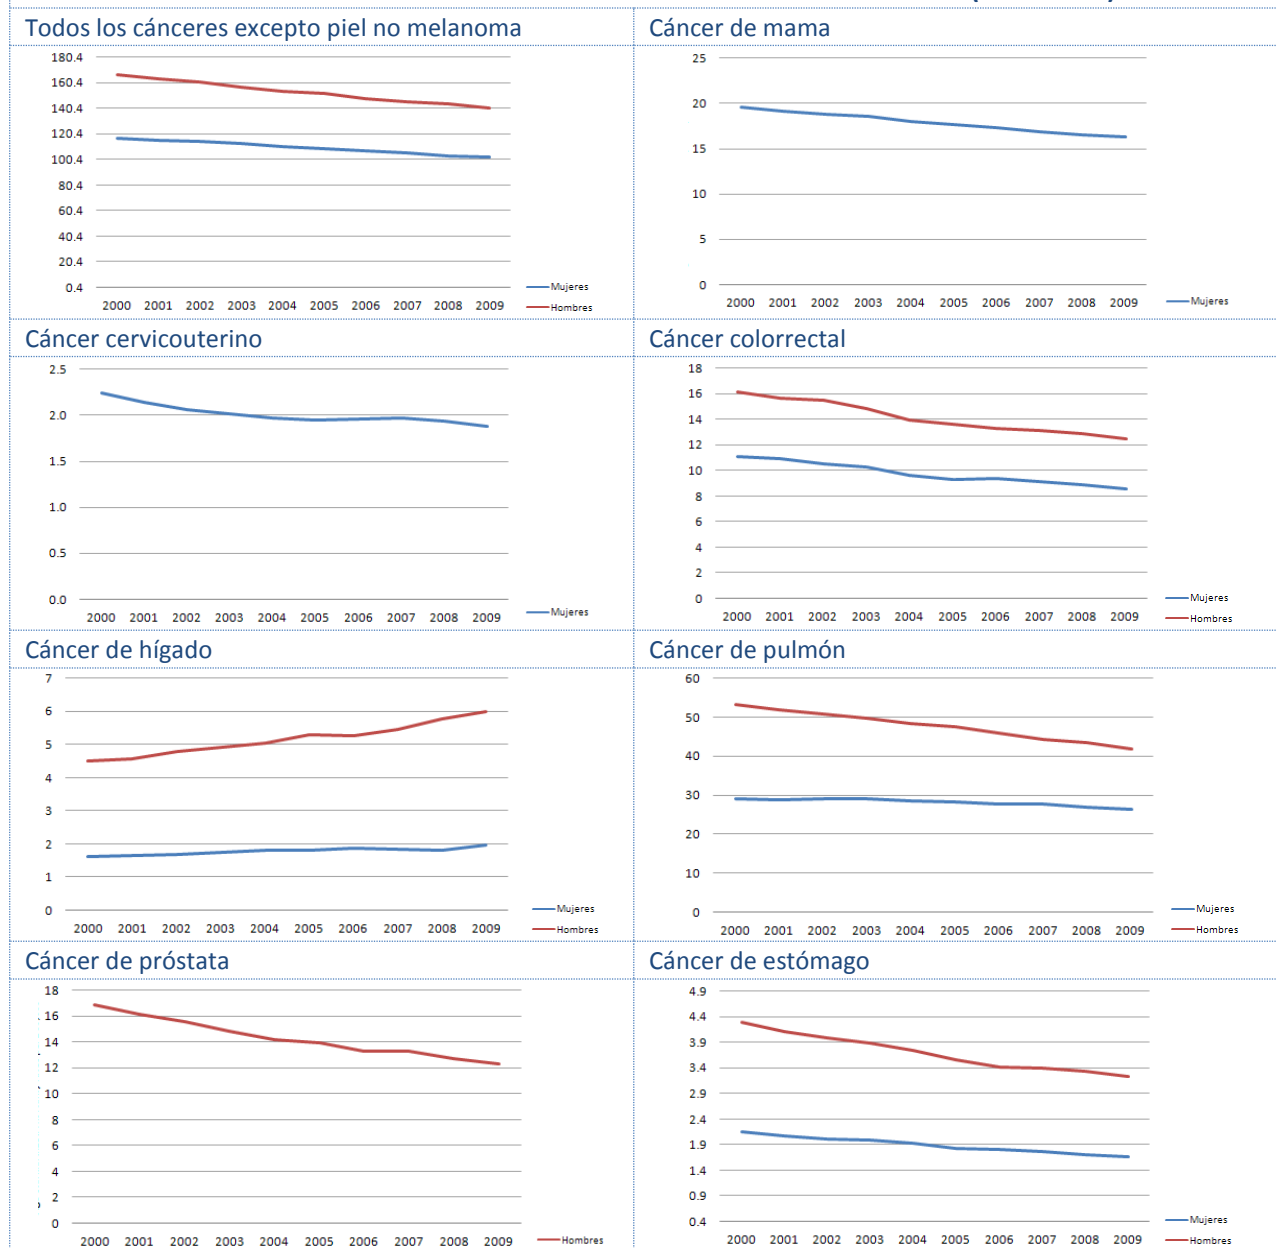 Todos los cánceres excepto piel no melanoma
180.4
160.4
140.4
120.4
100.4
80.4
60.4
40.4
20.4
0.4
2000 2001 2002 2003 2004 2005 2006 2007 2008 2009
Mujeres
Hombres
Cáncer de mama
25
20
15
10
5
0
2000 2001 2002 2003 2004 2005 2006 2007 2008 2009
Mujeres
Cáncer cervicouterino
2.5
2.0
1.5
1.0
0.5
0.0
2000 2001 2002 2003 2004 2005 2006 2007 2008 2009
Mujeres
Cáncer colorrectal
18
16
14
12
10
8
6
4
2
0
2000 2001 2002 2003 2004 2005 2006 2007 2008 2009
Mujeres
Hombres
Cáncer de hígado
7
6
5
4
3
2
1
0
2000 2001 2002 2003 2004 2005 2006 2007 2008 2009
Mujeres
Hombres
Cáncer de pulmón
60
50
40
30
20
10
0
2000 2001 2002 2003 2004 2005 2006 2007 2008 2009
Mujeres
Hombres
Cáncer de próstata
18
16
14
12
10
8
6
4
2
0
2000 2001 2002 2003 2004 2005 2006 2007 2008 2009
Hombres
Cáncer de estómago
4.9
4.4
3.9
3.4
2.9
2.4
1.9
1.4
0.9
0.4
2000 2001 2002 2003 2004 2005 2006 2007 2008 2009
Mujeres
Hombres